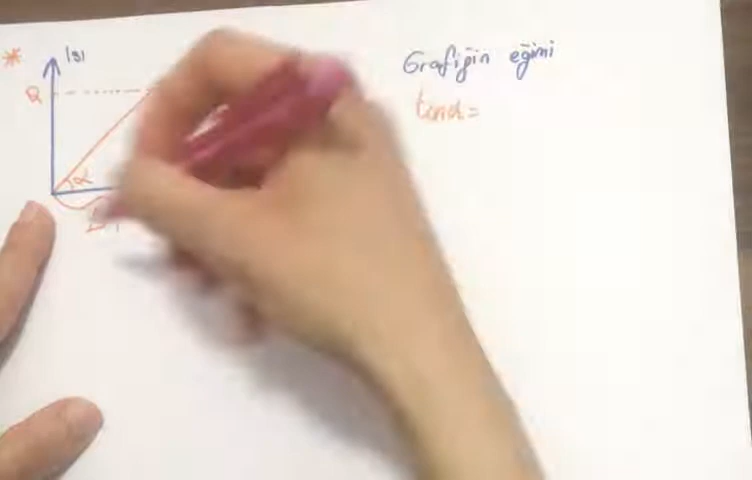 * Isı
Grafiğin eğimi
Q
tanα=
α